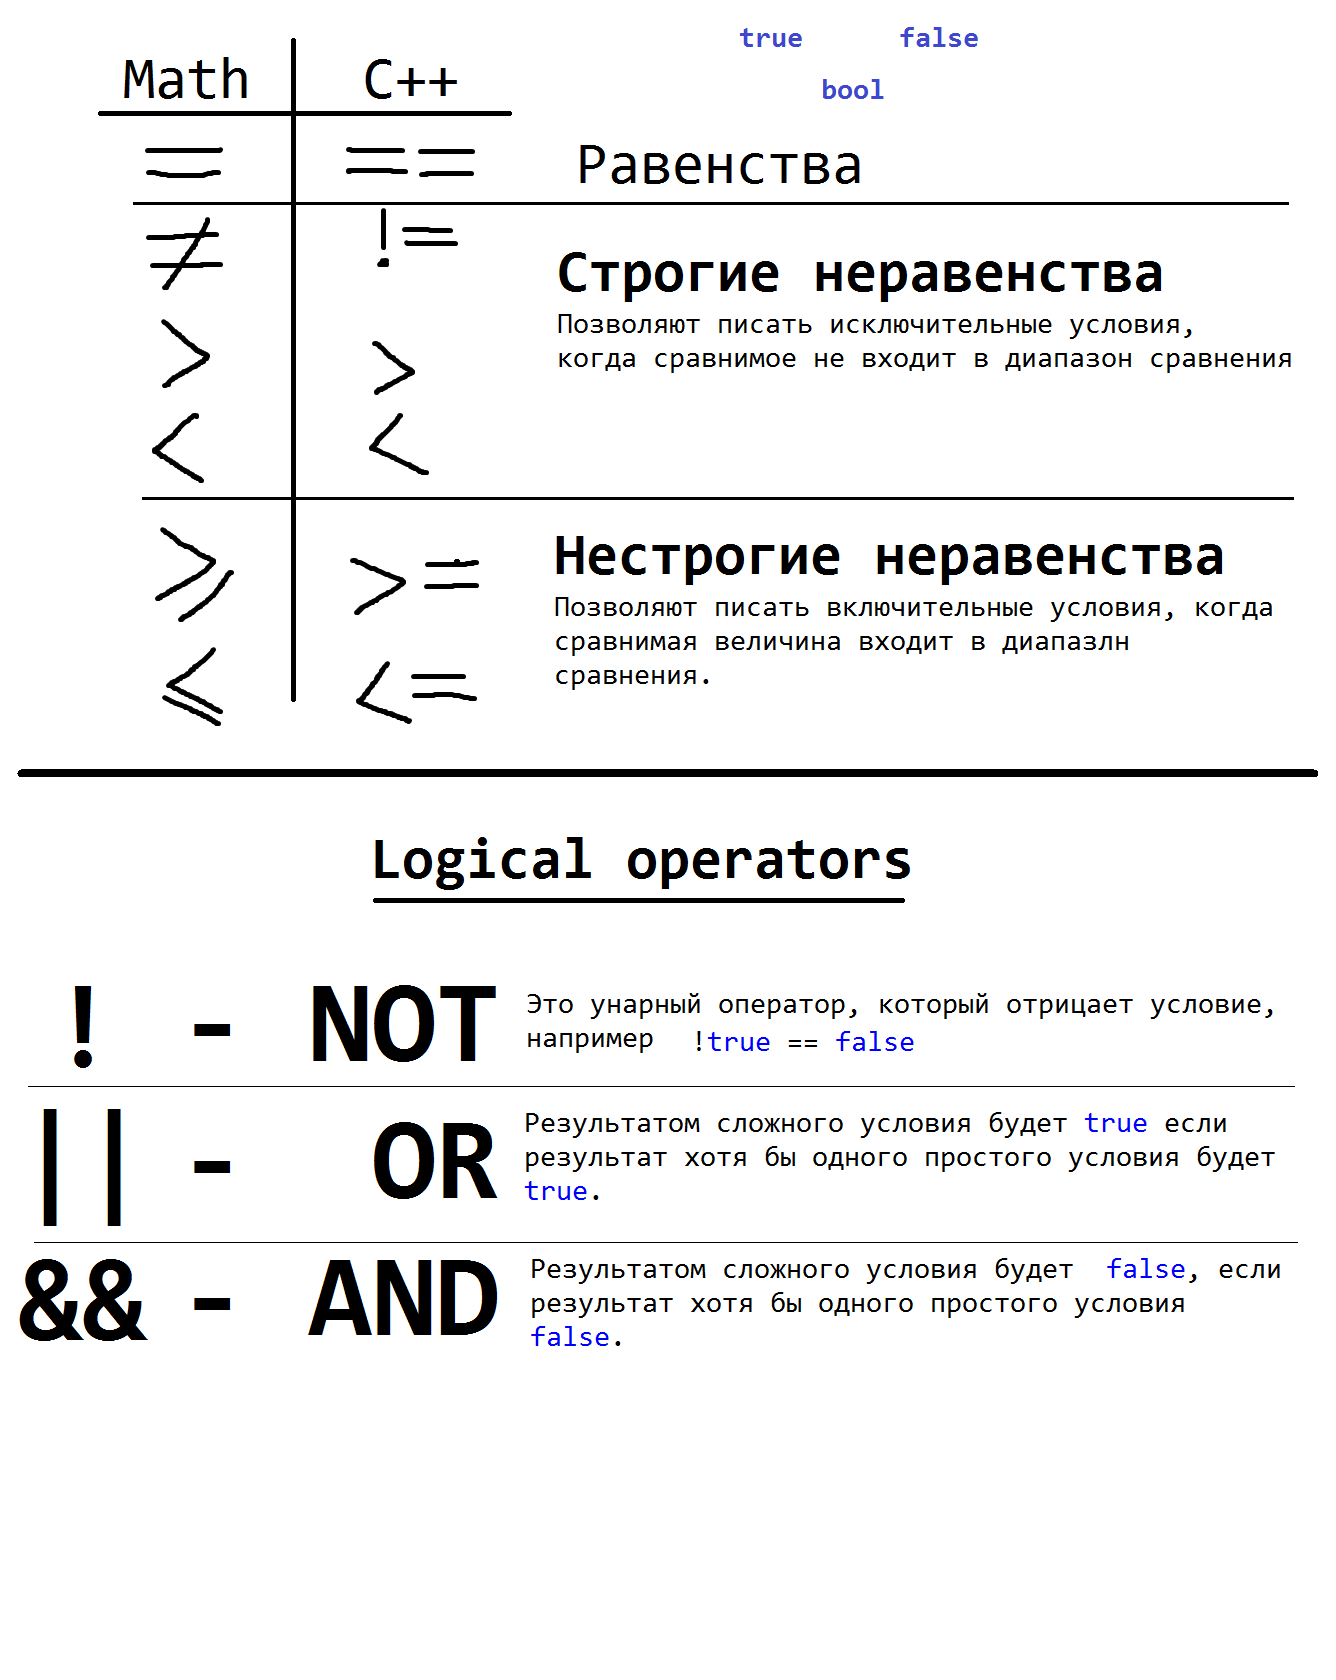 true false
bool
Math C++
= == Равенства
≠ !=
Строгие неравенства
Позволяют писать исключительные условия,
когда сравнимое не входит в диапазон сравнения
> >
< <
Нестрогие неравенства
⩾ >=
Позволяют писать включительные условия, когда
сравнимая величина входит в диапазлн
сравнения.
⩽ <=
Logical operators
! - NOT
Это унарный оператор, который отрицает условие,
например !true == false
|| - OR
Результатом сложного условия будет true если
результат хотя бы одного простого условия будет
true.
&& - AND
Результатом сложного условия будет false, если
результат хотя бы одного простого условия
false.